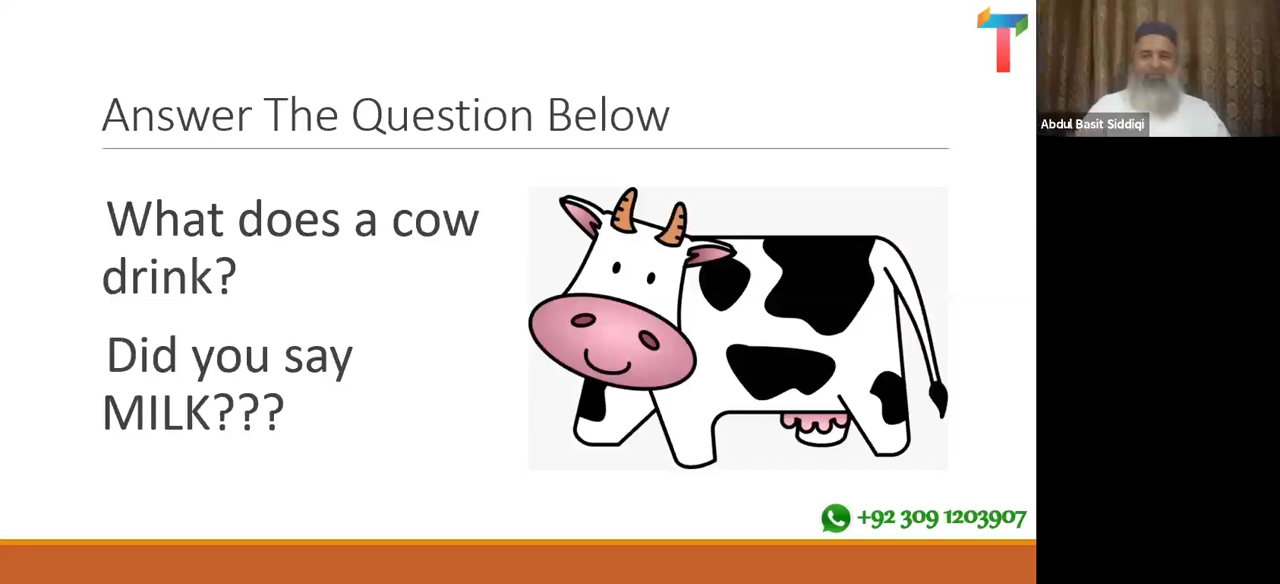 Answer The Question Below
What does a cow
drink?
Did you say
MILK???
+92 309 1203907
Abdul Basit Siddiqi